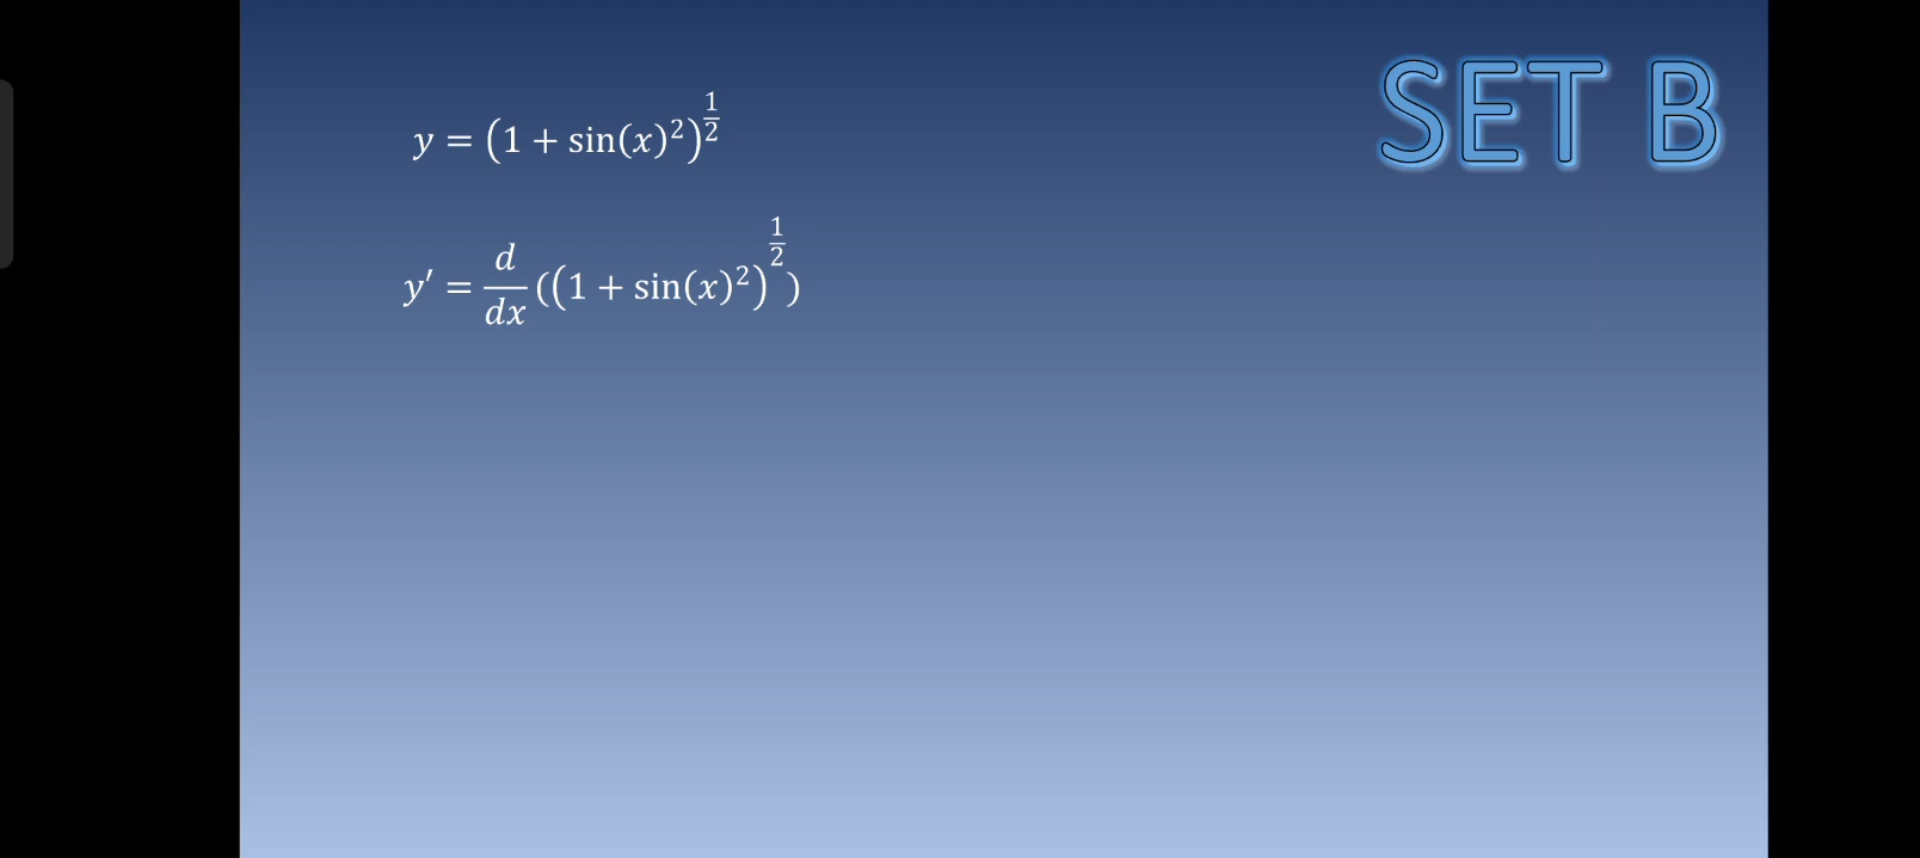 SET B
y = (1 + sin(x)²)^(1/2)
y′ = d/dx ((1 + sin(x)²)^(1/2))